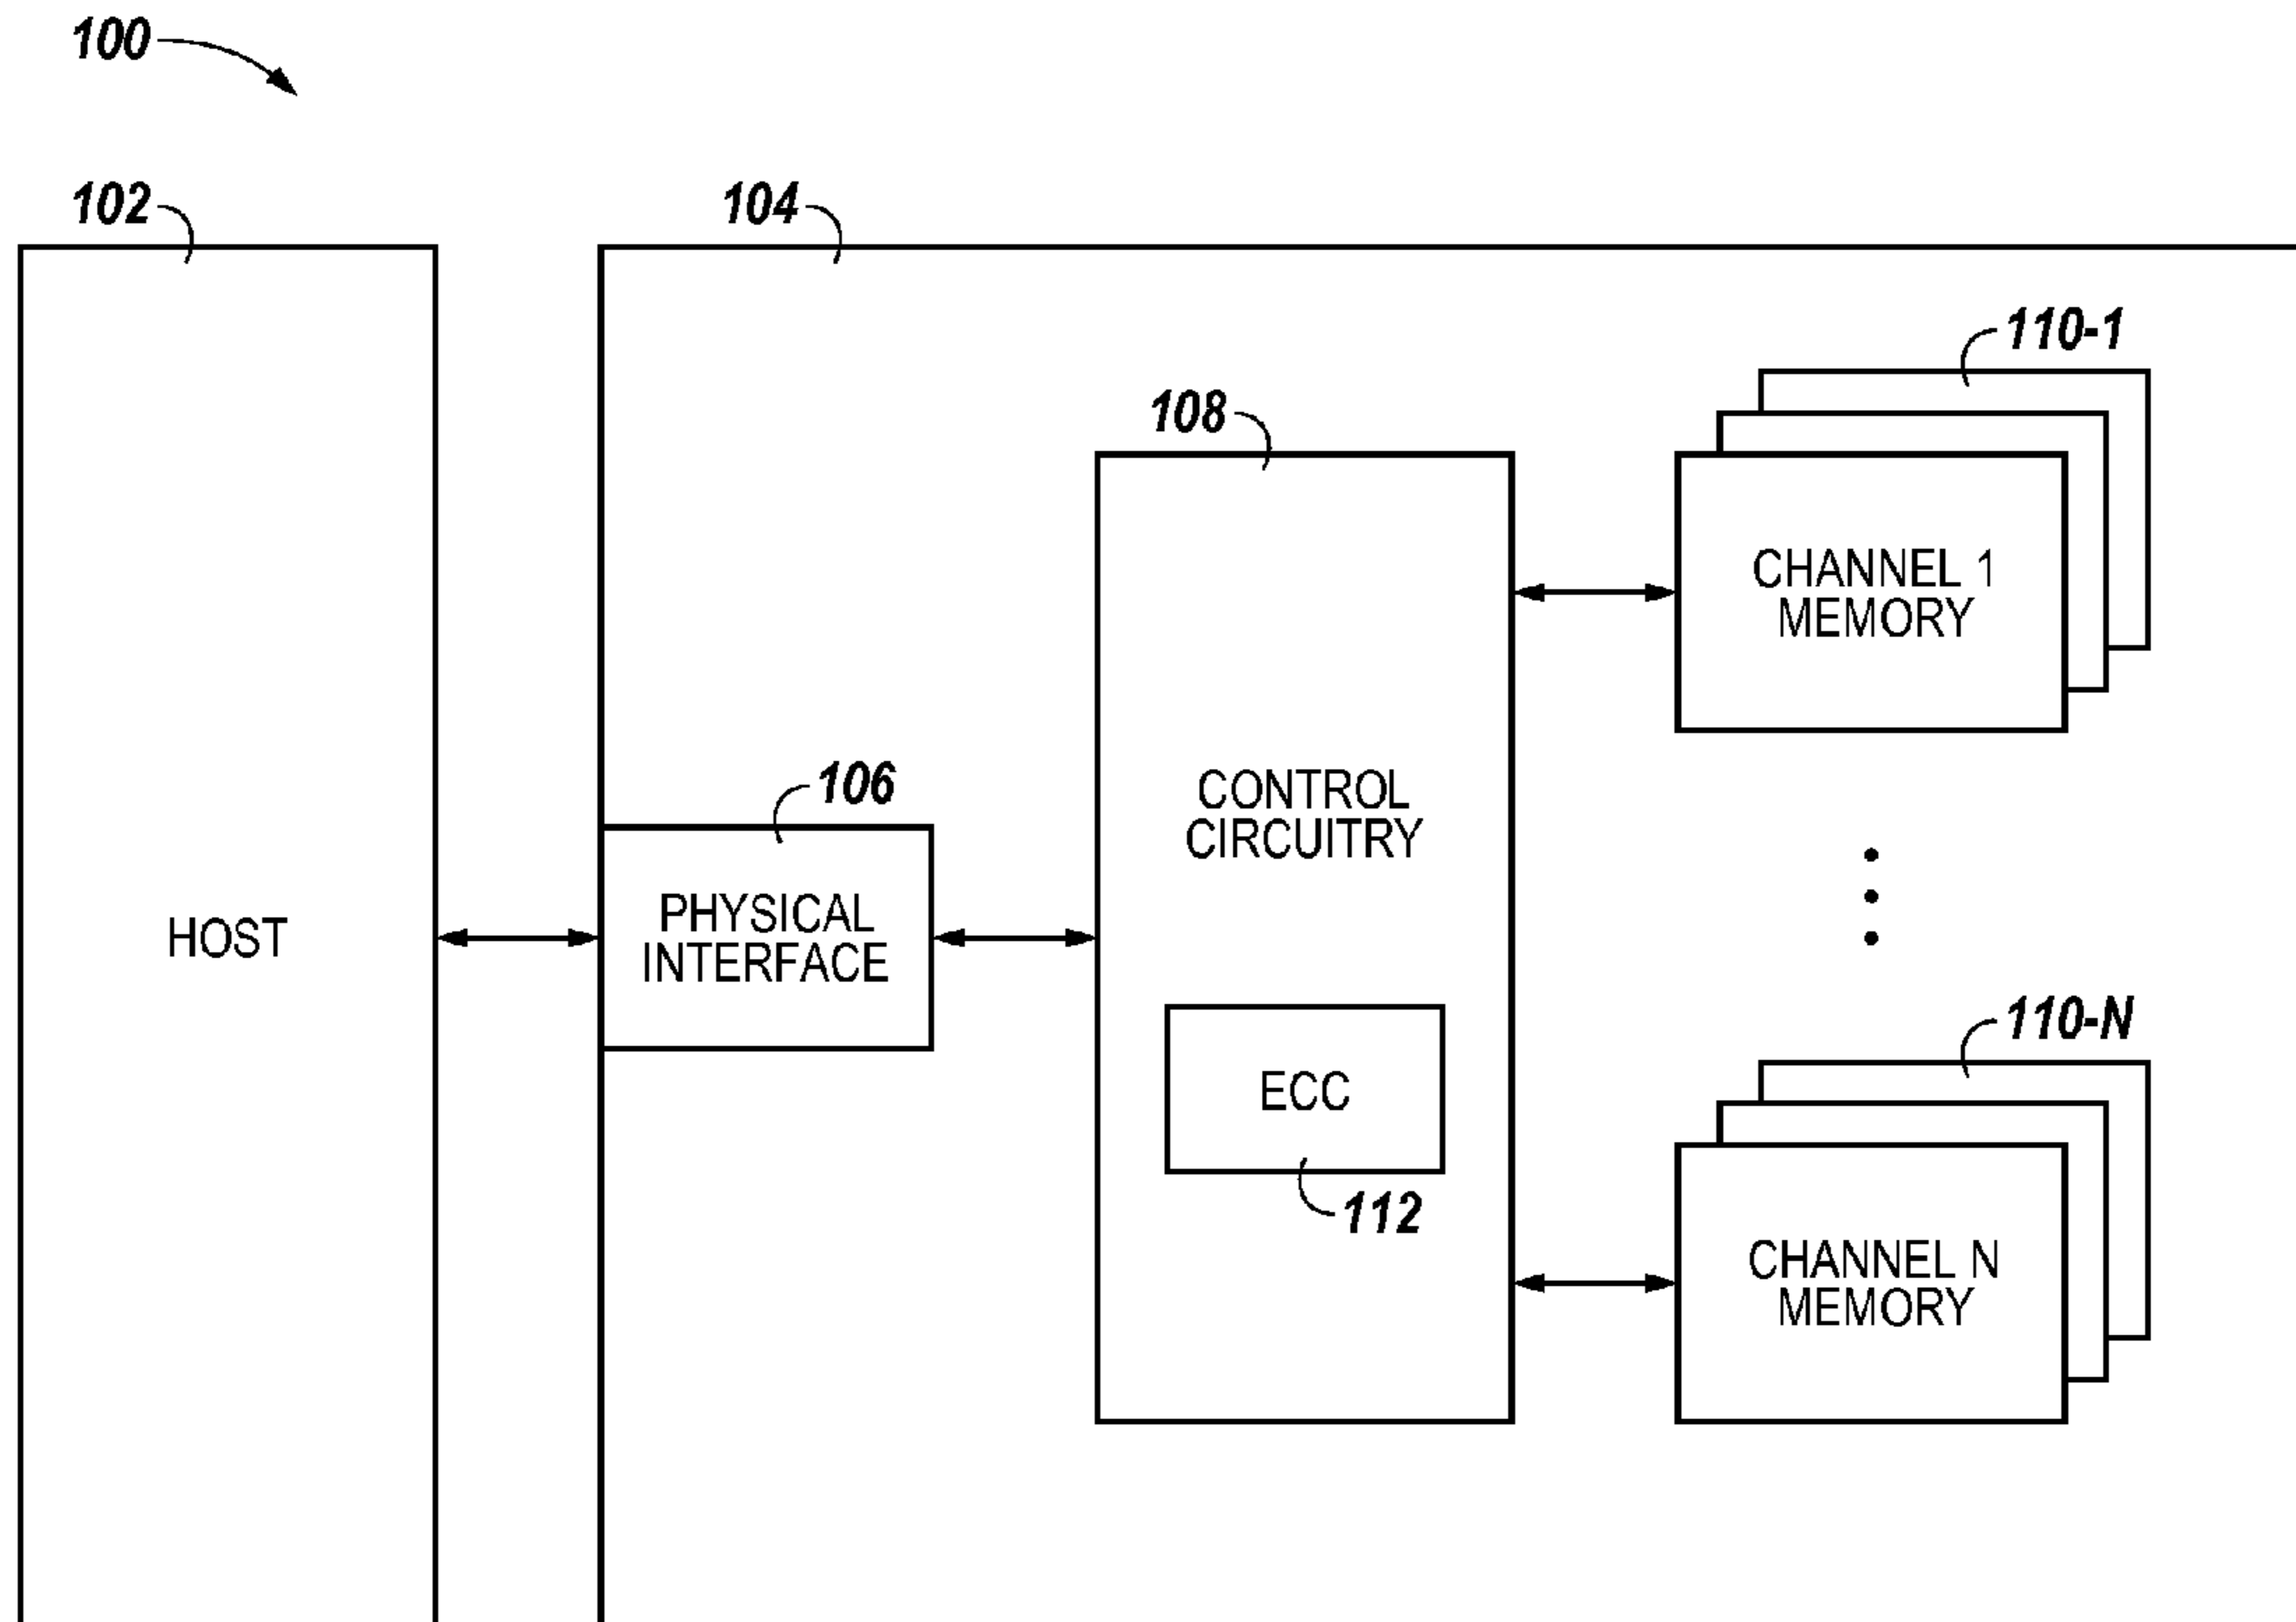 100
102
104
110-1
108
CHANNEL 1
MEMORY
106
CONTROL
CIRCUITRY
PHYSICAL
INTERFACE
HOST
110-N
ECC
112
CHANNEL N
MEMORY